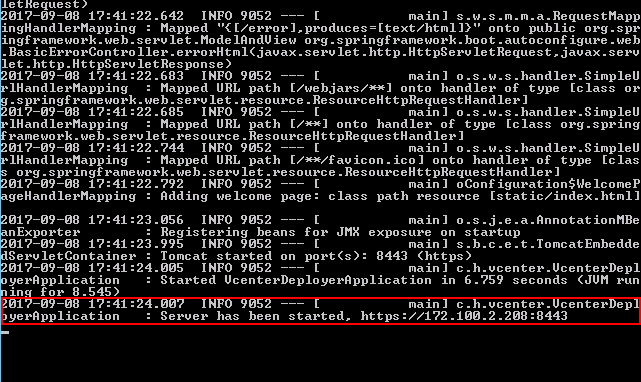 letRequest)
2017-09-08 17:41:22.642  INFO 9052 --- [           main] s.w.s.m.m.a.RequestMapp
ingHandlerMapping : Mapped "{[/error],produces=[text/html]}" onto public org.spr
ingframework.web.servlet.ModelAndView org.springframework.boot.autoconfigure.web
.BasicErrorController.errorHtml(javax.servlet.http.HttpServletRequest,javax.serv
let.http.HttpServletResponse)
2017-09-08 17:41:22.683  INFO 9052 --- [           main] o.s.w.s.handler.SimpleU
rlHandlerMapping  : Mapped URL path [/webjars/**] onto handler of type [class or
g.springframework.web.servlet.resource.ResourceHttpRequestHandler]
2017-09-08 17:41:22.685  INFO 9052 --- [           main] o.s.w.s.handler.SimpleU
rlHandlerMapping  : Mapped URL path [/**] onto handler of type [class org.spring
framework.web.servlet.resource.ResourceHttpRequestHandler]
2017-09-08 17:41:22.744  INFO 9052 --- [           main] o.s.w.s.handler.SimpleU
rlHandlerMapping  : Mapped URL path [/**/favicon.ico] onto handler of type [clas
s org.springframework.web.servlet.resource.ResourceHttpRequestHandler]
2017-09-08 17:41:22.792  INFO 9052 --- [           main] oConfiguration$WelcomeP
ageHandlerMapping : Adding welcome page: class path resource [static/index.html]
2017-09-08 17:41:23.056  INFO 9052 --- [           main] o.s.j.e.a.AnnotationMBe
anExporter        : Registering beans for JMX exposure on startup
2017-09-08 17:41:23.995  INFO 9052 --- [           main] s.b.c.e.t.TomcatEmbedde
dServletContainer : Tomcat started on port(s): 8443 (https)
2017-09-08 17:41:24.005  INFO 9052 --- [           main] c.h.vcenter.VcenterDepl
oyerApplication   : Started VcenterDeployerApplication in 6.759 seconds (JVM run
ning for 8.545)
2017-09-08 17:41:24.007  INFO 9052 --- [           main] c.h.vcenter.VcenterDepl
oyerApplication   : Server has been started, https://172.100.2.208:8443